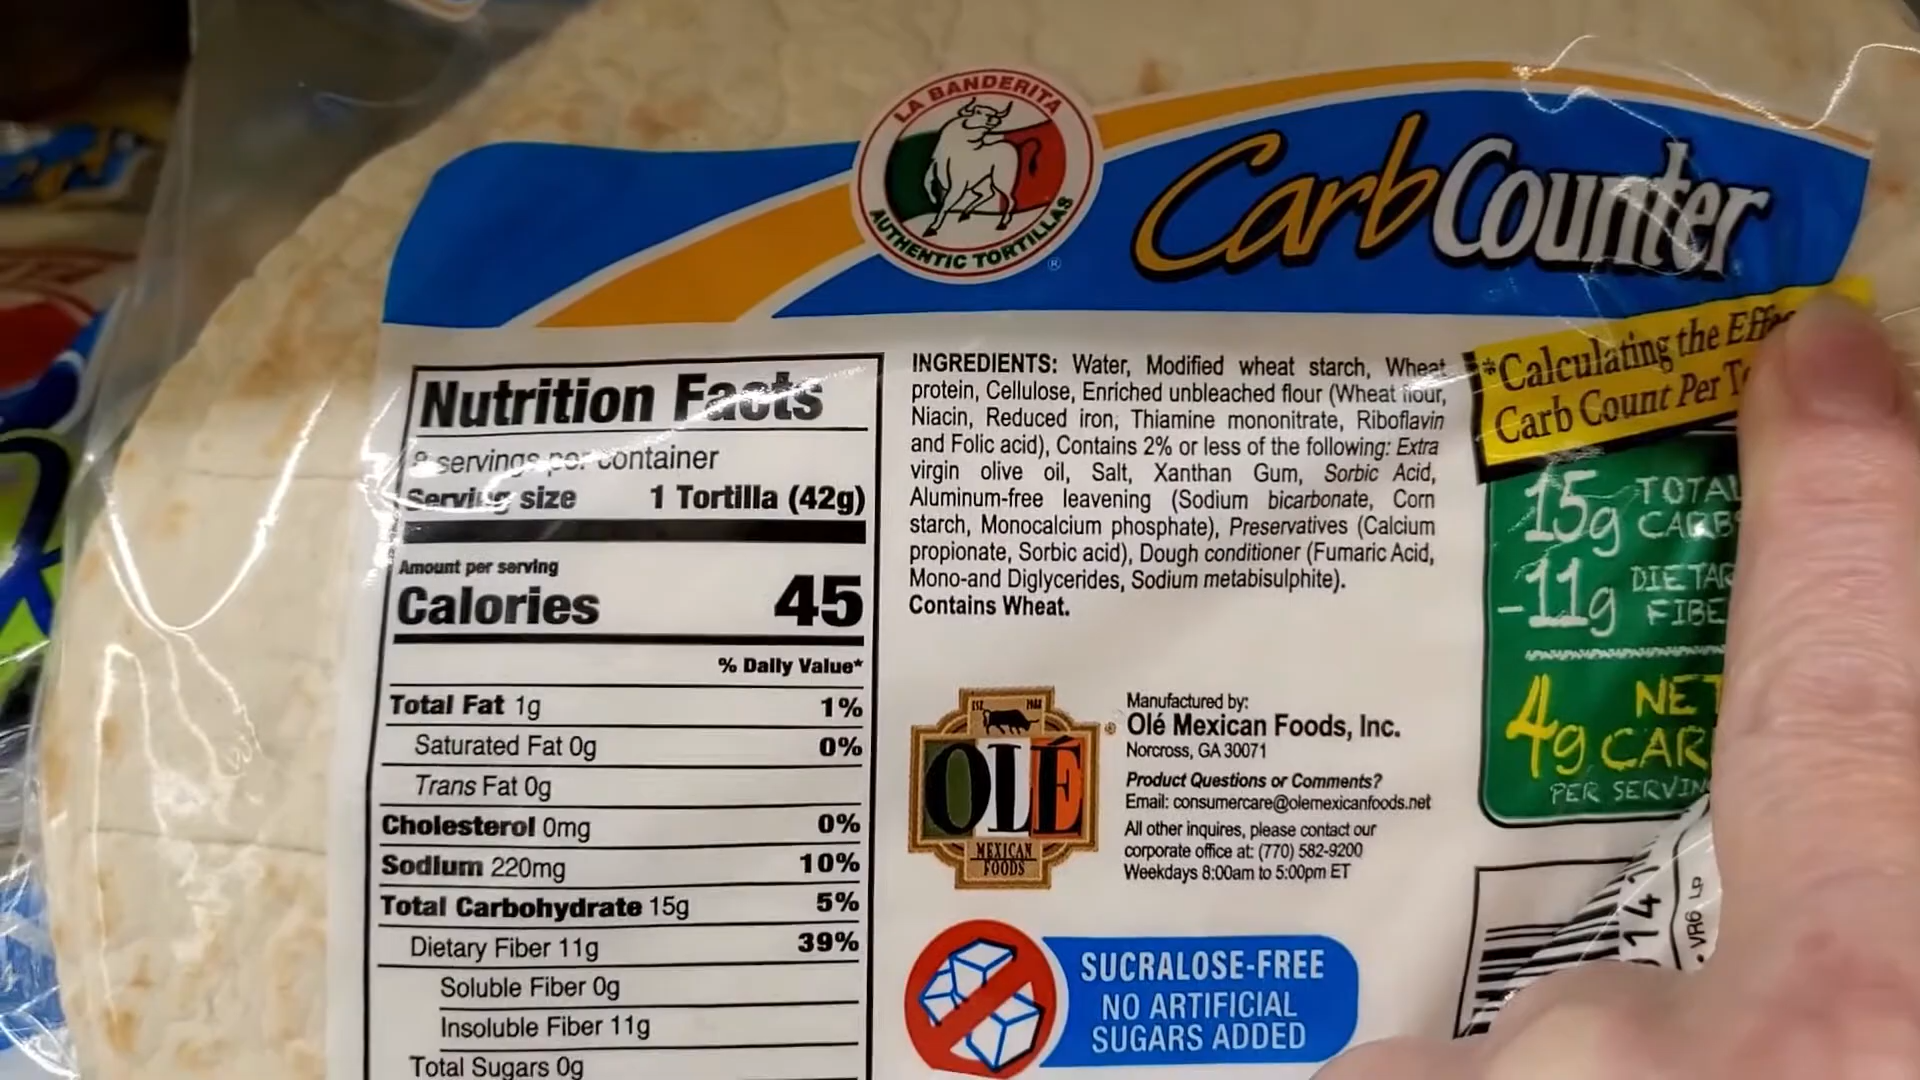 LA BANDERITA
AUTHENTIC TORTILLAS
®
CarbCounter
*Calculating the
Carb Count Per
15g TOTAL
CARB
-11g DIETAR
FIBE
4g NET
CAR
PER SERVIN
Nutrition Facts
servings per container
Serving size 1 Tortilla (42g)
Amount per serving
Calories 45
% Daily Value*
Total Fat 1g 1%
Saturated Fat 0g 0%
Trans Fat 0g
Cholesterol 0mg 0%
Sodium 220mg 10%
Total Carbohydrate 15g 5%
Dietary Fiber 11g 39%
Soluble Fiber 0g
Insoluble Fiber 11g
Total Sugars 0g
INGREDIENTS: Water, Modified wheat starch, Wheat
protein, Cellulose, Enriched unbleached flour (Wheat flour,
Niacin, Reduced iron, Thiamine mononitrate, Riboflavin
and Folic acid), Contains 2% or less of the following: Extra
virgin olive oil, Salt, Xanthan Gum, Sorbic Acid,
Aluminum-free leavening (Sodium bicarbonate, Corn
starch, Monocalcium phosphate), Preservatives (Calcium
propionate, Sorbic acid), Dough conditioner (Fumaric Acid,
Mono-and Diglycerides, Sodium metabisulphite).
Contains Wheat.
EST. 1988
OLÉ
MEXICAN
FOODS
®
Manufactured by:
Olé Mexican Foods, Inc.
Norcross, GA 30071
Product Questions or Comments?
Email: consumercare@olemexicanfoods.net
All other inquires, please contact our
corporate office at: (770) 582-9200
Weekdays 8:00am to 5:00pm ET
SUCRALOSE-FREE
NO ARTIFICIAL
SUGARS ADDED